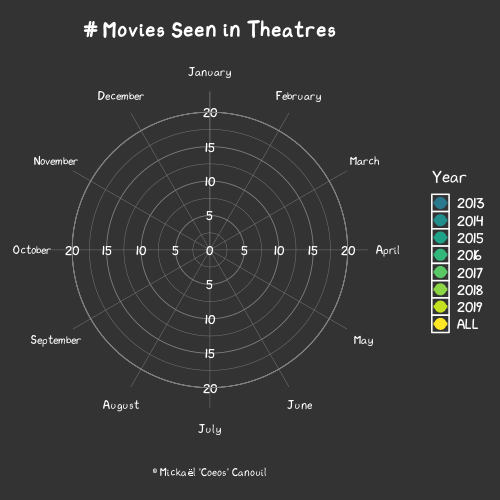 # Movies Seen in Theatres
January
December
February
November
March
October
April
September
May
August
June
July
20
15
10
5
20
15
10
5
0
5
10
15
20
5
10
15
20
Year
2013
2014
2015
2016
2017
2018
2019
ALL
© Mickaël 'Coeos' Canouil